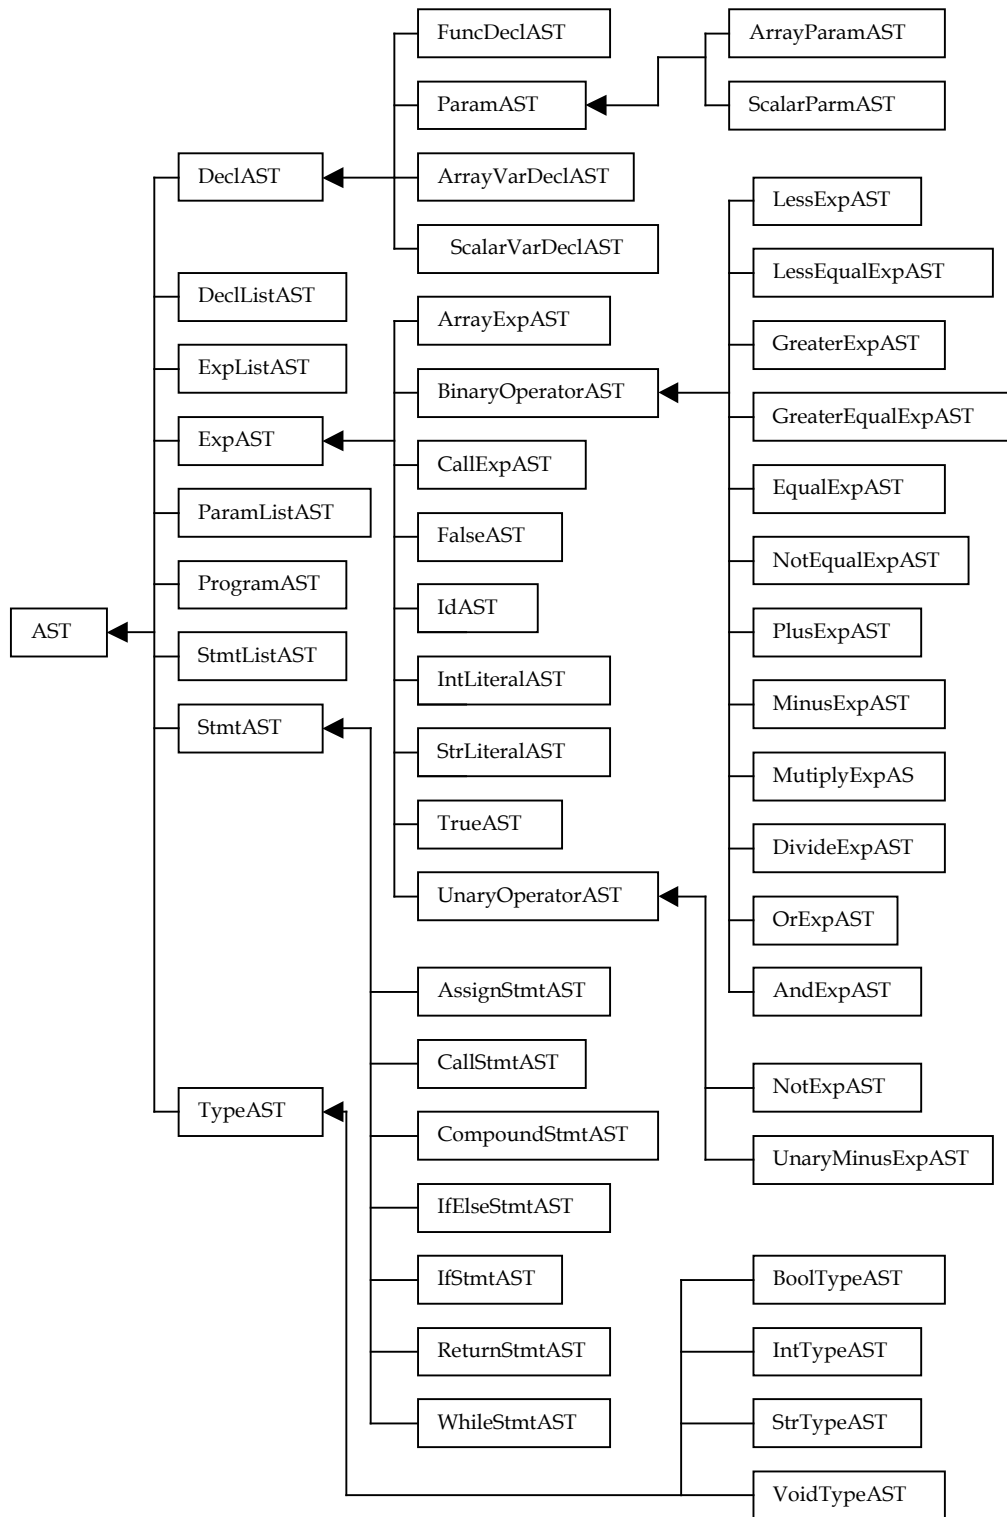 FuncDeclAST
ArrayParamAST
ParamAST
ScalarParmAST
DeclAST
ArrayVarDeclAST
LessExpAST
ScalarVarDeclAST
LessEqualExpAST
DeclListAST
ArrayExpAST
GreaterExpAST
ExpListAST
BinaryOperatorAST
GreaterEqualExpAST
ExpAST
CallExpAST
EqualExpAST
ParamListAST
FalseAST
NotEqualExpAST
ProgramAST
IdAST
PlusExpAST
AST
StmtListAST
IntLiteralAST
MinusExpAST
StmtAST
StrLiteralAST
MutiplyExpAS
TrueAST
DivideExpAST
UnaryOperatorAST
OrExpAST
AssignStmtAST
AndExpAST
CallStmtAST
NotExpAST
TypeAST
CompoundStmtAST
UnaryMinusExpAST
IfElseStmtAST
IfStmtAST
BoolTypeAST
ReturnStmtAST
IntTypeAST
WhileStmtAST
StrTypeAST
VoidTypeAST